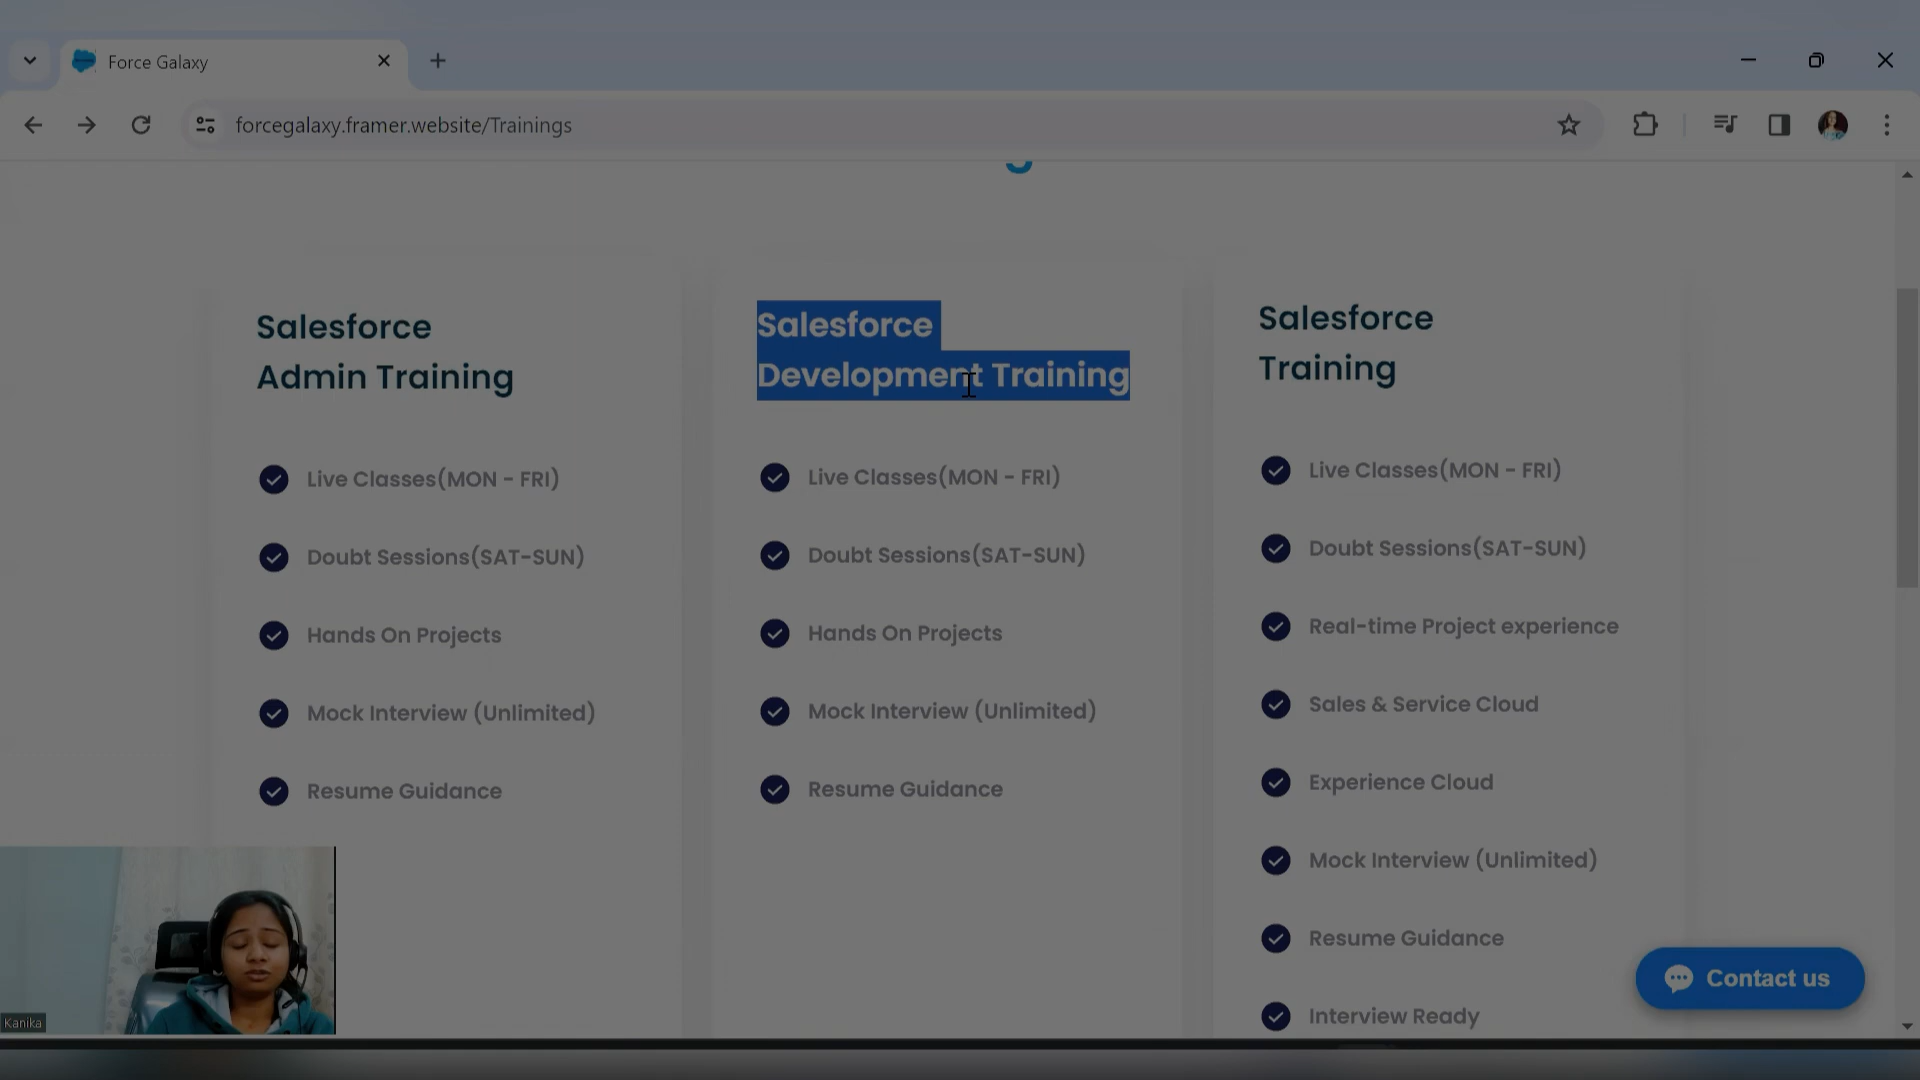 Force Galaxy
forcegalaxy.framer.website/Trainings
Salesforce
Admin Training
Live Classes(MON - FRI)
Doubt Sessions(SAT-SUN)
Hands On Projects
Mock Interview (Unlimited)
Resume Guidance
Salesforce
Development Training
Live Classes(MON - FRI)
Doubt Sessions(SAT-SUN)
Hands On Projects
Mock Interview (Unlimited)
Resume Guidance
Salesforce
Training
Live Classes(MON - FRI)
Doubt Sessions(SAT-SUN)
Real-time Project experience
Sales & Service Cloud
Experience Cloud
Mock Interview (Unlimited)
Resume Guidance
Interview Ready
Contact us
Kanika